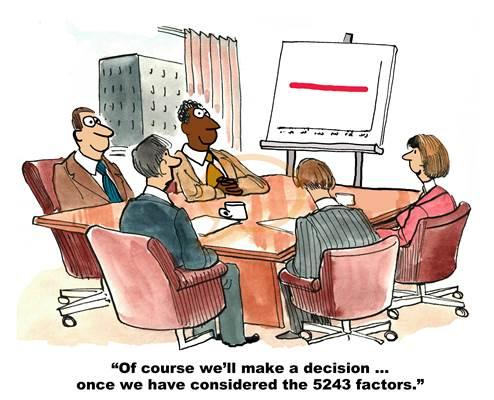 “Of course we’ll make a decision ...
once we have considered the 5243 factors.”